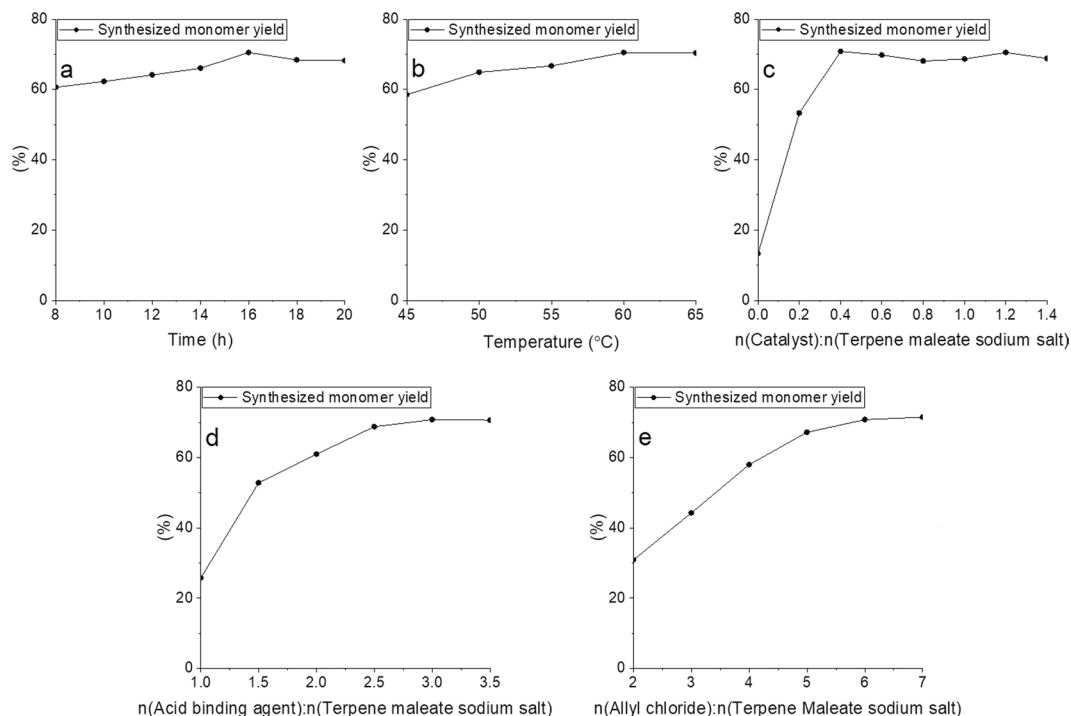 80
60
40
20
0
(%)
Synthesized monomer yield
a
8 10 12 14 16 18 20
Time (h)
80
60
40
20
0
(%)
Synthesized monomer yield
b
45 50 55 60 65
Temperature (°C)
80
60
40
20
0
(%)
Synthesized monomer yield
c
0.0 0.2 0.4 0.6 0.8 1.0 1.2 1.4
n(Catalyst):n(Terpene maleate sodium salt)
80
60
40
20
0
(%)
Synthesized monomer yield
d
1.0 1.5 2.0 2.5 3.0 3.5
n(Acid binding agent):n(Terpene maleate sodium salt)
80
60
40
20
0
(%)
Synthesized monomer yield
e
2 3 4 5 6 7
n(Allyl chloride):n(Terpene Maleate sodium salt)